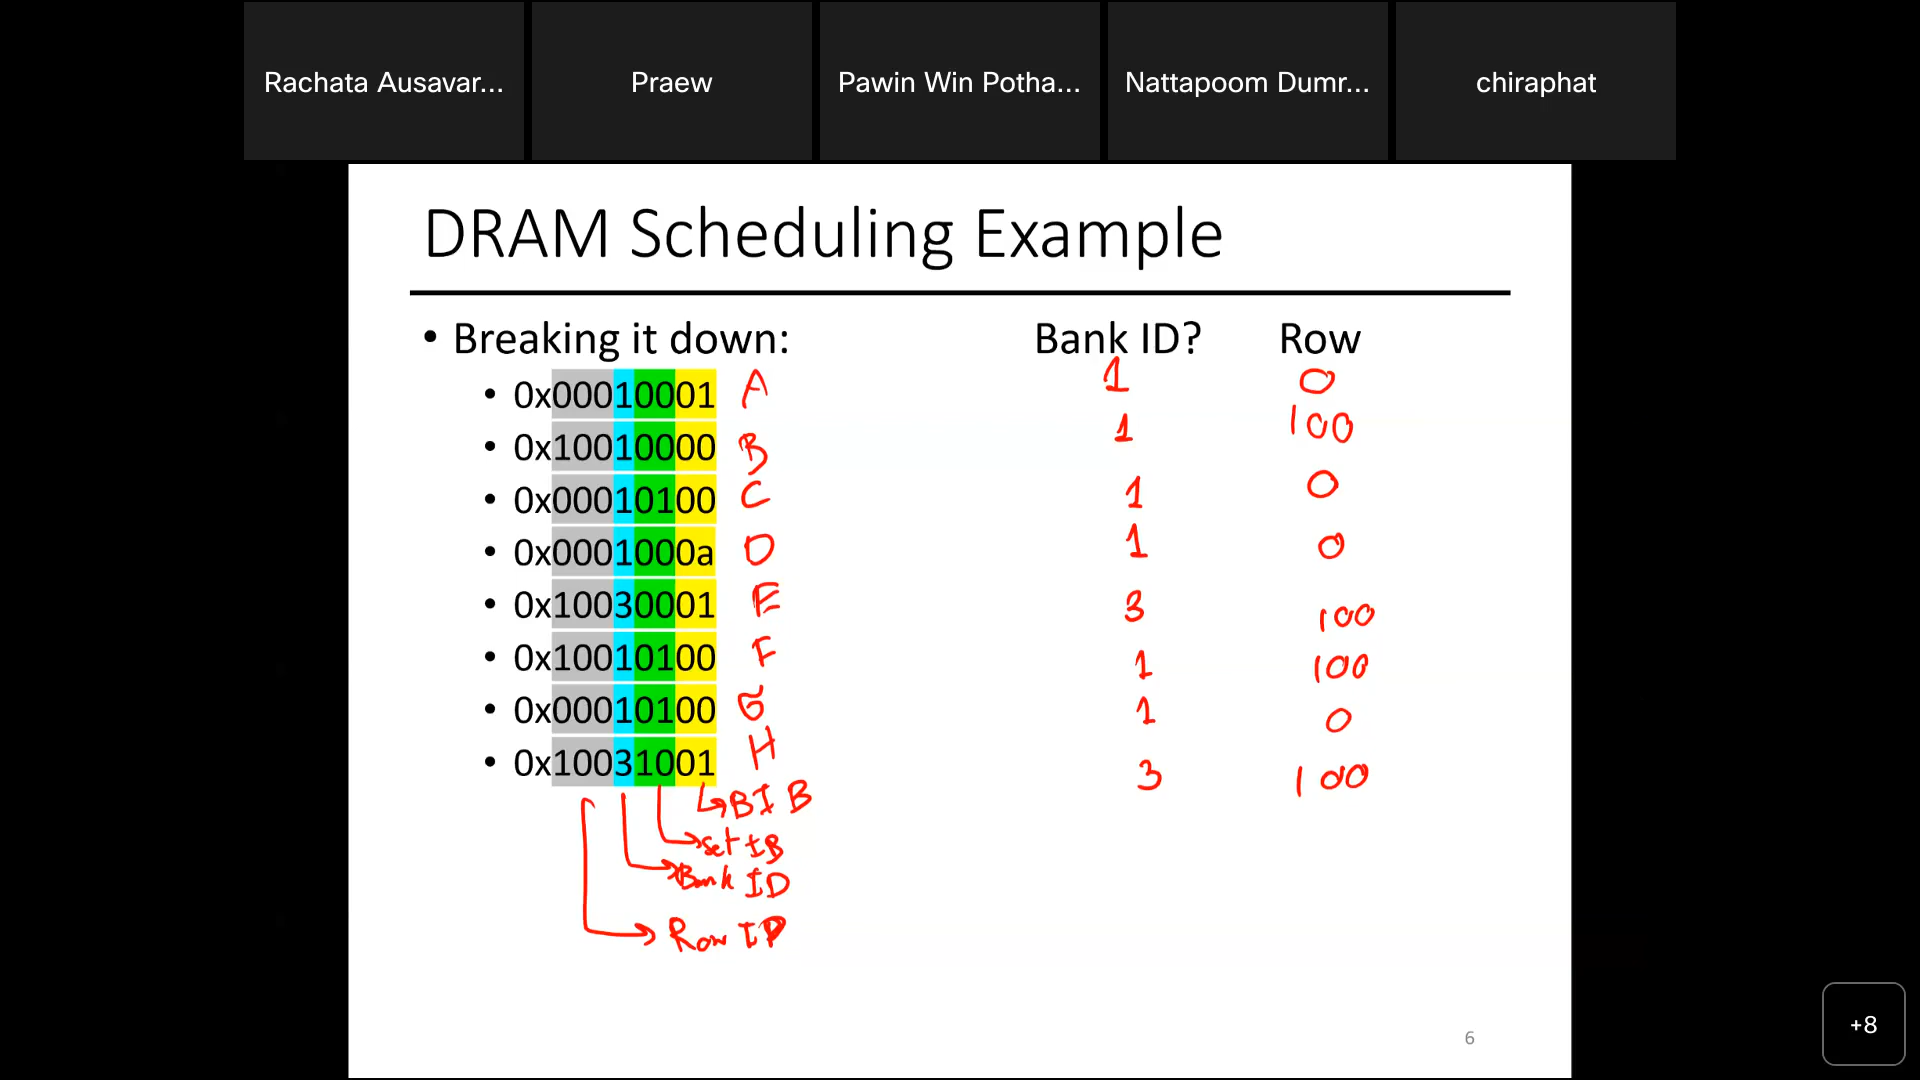 Rachata Ausavar... Praew Pawin Win Potha... Nattapoom Dumr... chiraphat
DRAM Scheduling Example
• Breaking it down: Bank ID? Row
• 0x00010001 A 1 0
• 0x10010000 B 1 100
• 0x00010100 C 1 0
• 0x0001000a D 1 0
• 0x10030001 E 3 100
• 0x10010100 F 1 100
• 0x00010100 G 1 0
• 0x10031001 H 3 100
BIB
Set IB
Bank ID
Row ID
6
+8